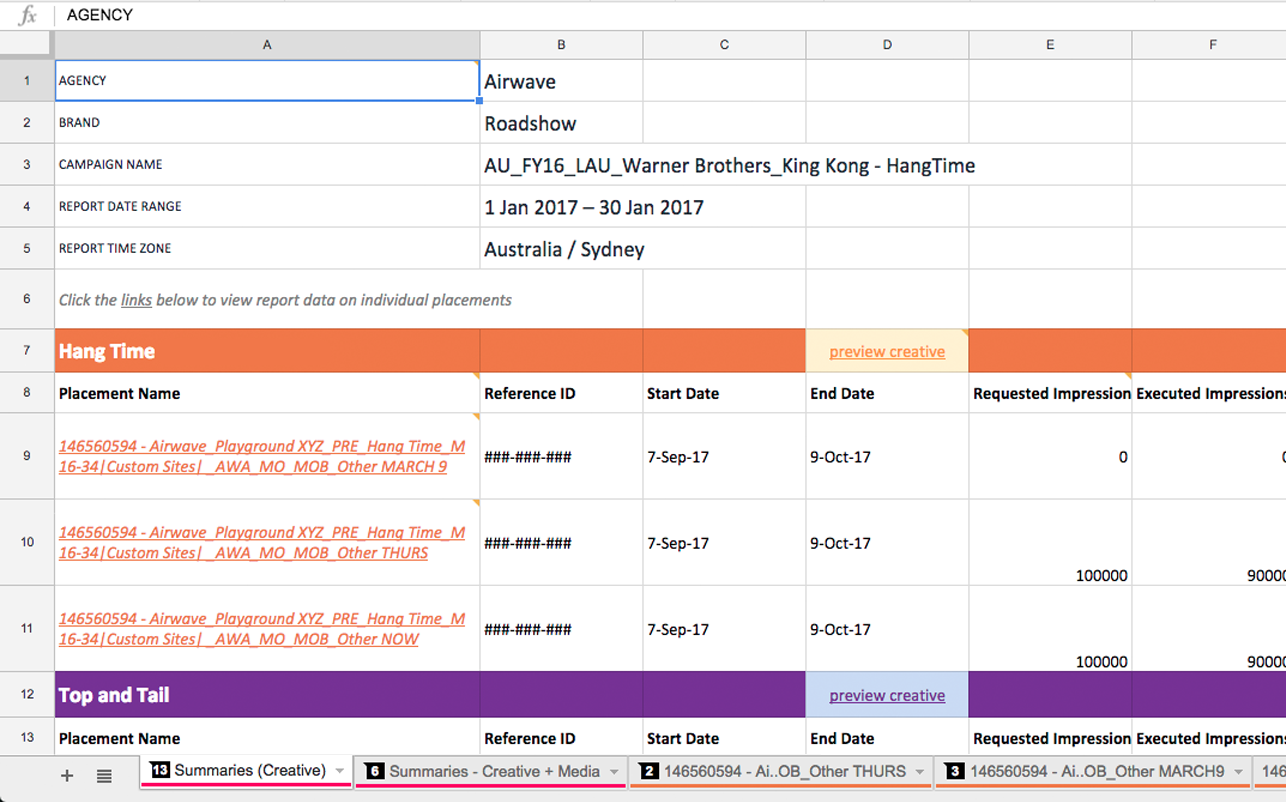 fx AGENCY
A B C D E F
1 AGENCY Airwave
2 BRAND Roadshow
3 CAMPAIGN NAME AU_FY16_LAU_Warner Brothers_King Kong - HangTime
4 REPORT DATE RANGE 1 Jan 2017 – 30 Jan 2017
5 REPORT TIME ZONE Australia / Sydney
6 Click the links below to view report data on individual placements
7 Hang Time preview creative
8 Placement Name Reference ID Start Date End Date Requested Impression Executed Impressions
146560594 - Airwave_Playground XYZ_PRE_Hang Time_M
9 16-34|Custom Sites|_AWA_MO_MOB_Other MARCH 9 ###-###-### 7-Sep-17 9-Oct-17 0 0
146560594 - Airwave_Playground XYZ_PRE_Hang Time_M
10 16-34|Custom Sites|_AWA_MO_MOB_Other THURS ###-###-### 7-Sep-17 9-Oct-17
100000 90000
146560594 - Airwave_Playground XYZ_PRE_Hang Time_M
11 16-34|Custom Sites|_AWA_MO_MOB_Other NOW ###-###-### 7-Sep-17 9-Oct-17
100000 90000
12 Top and Tail preview creative
13 Placement Name Reference ID Start Date End Date Requested Impression Executed Impressions
+ 13 Summaries (Creative) 6 Summaries - Creative + Media 2 146560594 - Ai..OB_Other THURS 3 146560594 - Ai..OB_Other MARCH9 146